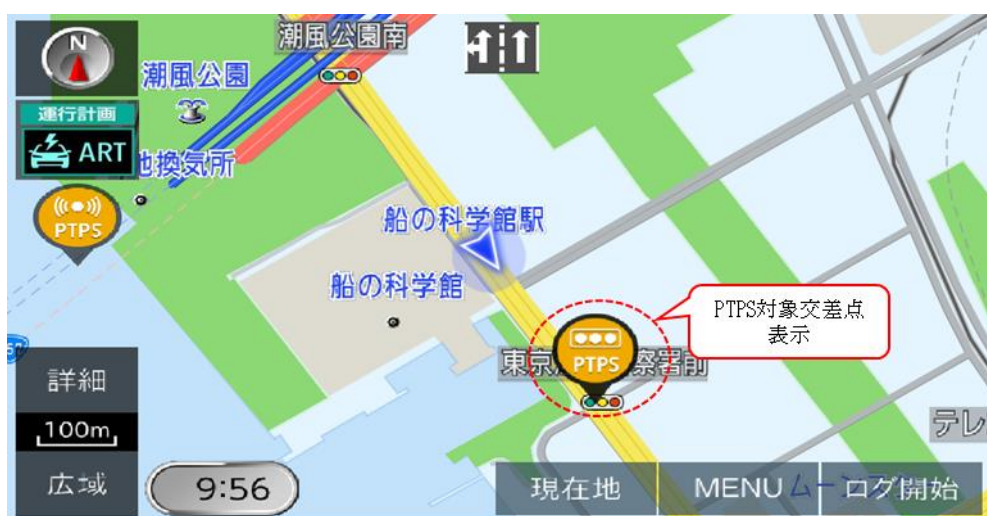 N
潮風公園南
潮風公園
運行計画
ART
地換気所
PTPS
船の科学館駅
船の科学館
PTPS対象交差点
表示
東京
PTPS
察署前
詳細
100m
テレ
広域
9:56
現在地
MENU
ログ開始